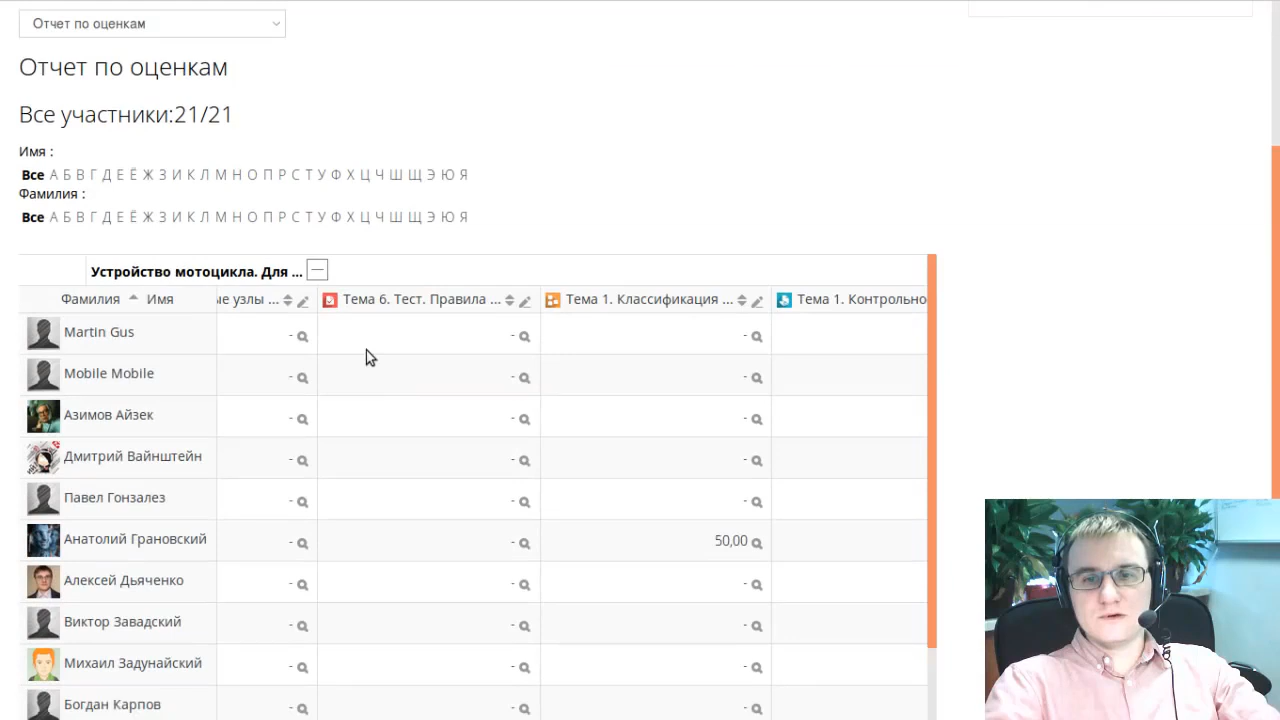 Отчет по оценкам
Отчет по оценкам
Все участники:21/21
Имя :
Все А Б В Г Д Е Ё Ж З И К Л М Н О П Р С Т У Ф Х Ц Ч Ш Щ Э Ю Я
Фамилия :
Все А Б В Г Д Е Ё Ж З И К Л М Н О П Р С Т У Ф Х Ц Ч Ш Щ Э Ю Я
Устройство мотоцикла. Для ...
Фамилия Имя ые узлы ... Тема 6. Тест. Правила ... Тема 1. Классификация ... Тема 1. Контрольно
Martin Gus - - -
Mobile Mobile - - -
Азимов Айзек - - -
Дмитрий Вайнштейн - - -
Павел Гонзалез - - -
Анатолий Грановский - - 50,00
Алексей Дьяченко - - -
Виктор Завадский - - -
Михаил Задунайский - - -
Богдан Карпов - - -